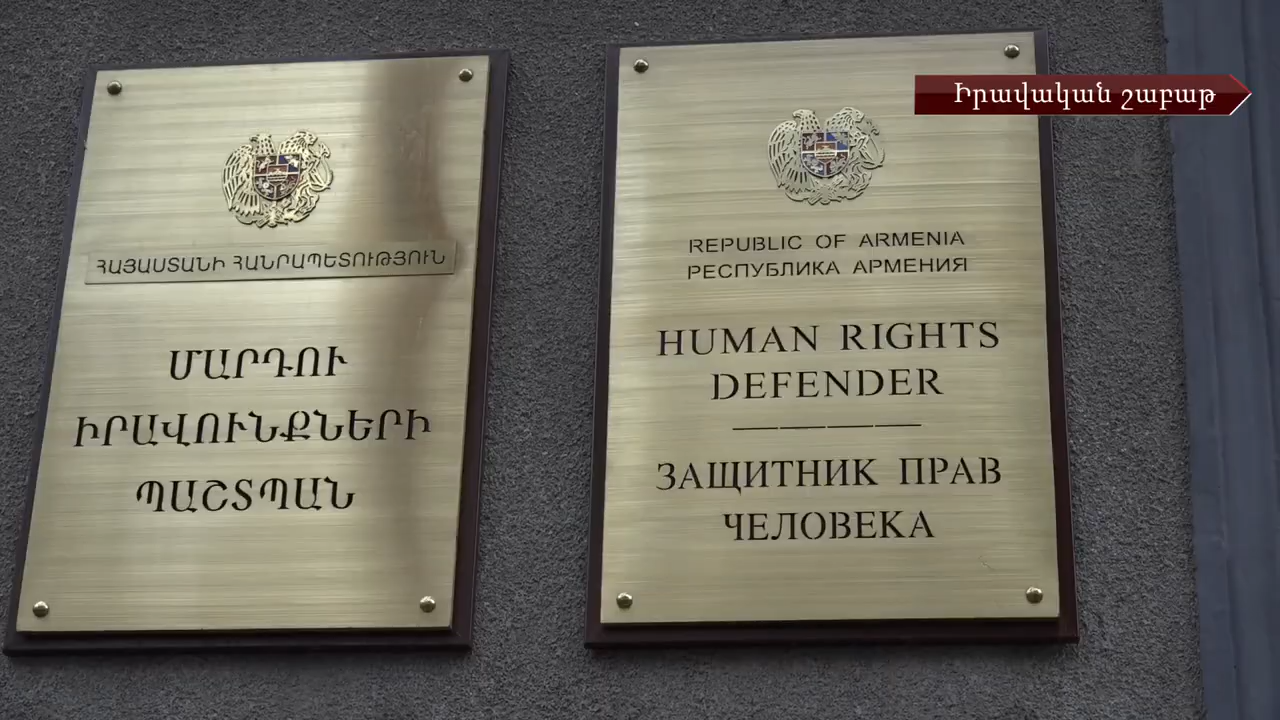 ՀԱՅԱՍՏԱՆԻ ՀԱՆՐԱՊԵՏՈՒԹՅՈՒՆ
ՄԱՐԴՈՒ
ԻՐԱՎՈՒՆՔՆԵՐԻ
ՊԱՇՏՊԱՆ
Իրավական շաբաթ
REPUBLIC OF ARMENIA
РЕСПУБЛИКА АРМЕНИЯ
HUMAN RIGHTS
DEFENDER
ЗАЩИТНИК ПРАВ
ЧЕЛОВЕКА